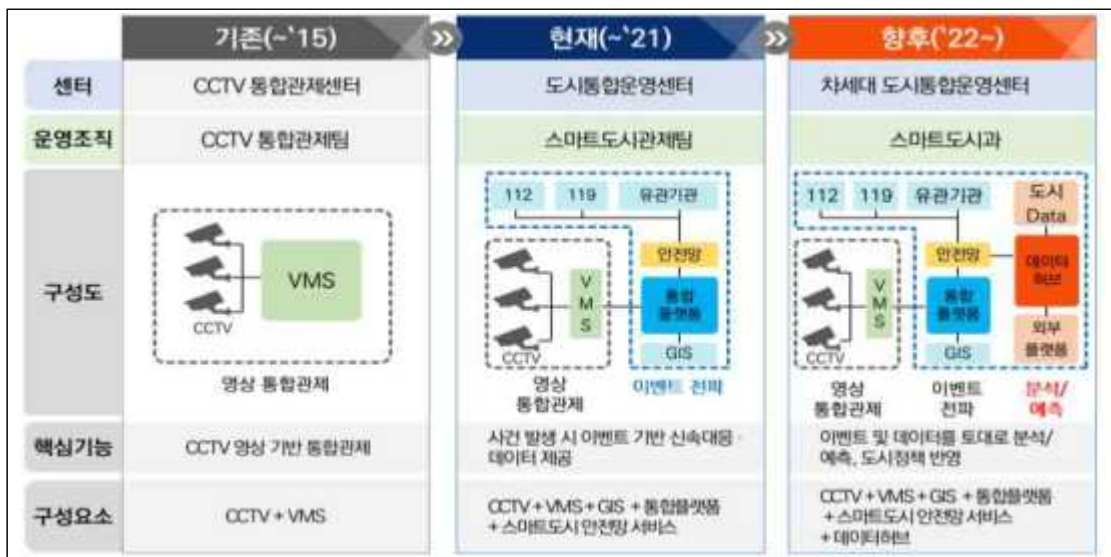 기존(~`15)
현재(~`21)
향후('22~)
센터
CCTV 통합관제센터
도시통합운영센터
차세대 도시통합운영센터
운영조직
CCTV 통합관제팀
스마트도시관제팀
스마트도시과
구성도
CCTV
VMS
영상 통합관제
112
119
유관기관
안전망
통합
플랫폼
GIS
V
M
S
CCTV
영상
통합관제
이벤트 전파
112
119
유관기관
도시
Data
안전망
데이터
허브
통합
플랫폼
GIS
외부
플랫폼
V
M
S
CCTV
영상
통합관제
이벤트
전파
분석/
예측
핵심기능
CCTV 영상 기반 통합관제
사건 발생 시 이벤트 기반 신속대응·
데이터 제공
이벤트 및 데이터를 토대로 분석/
예측, 도시정책 반영
구성요소
CCTV + VMS
CCTV + VMS + GIS + 통합플랫폼
+ 스마트도시 안전망 서비스
CCTV + VMS + GIS + 통합플랫폼
+ 스마트도시 안전망 서비스
+ 데이터허브